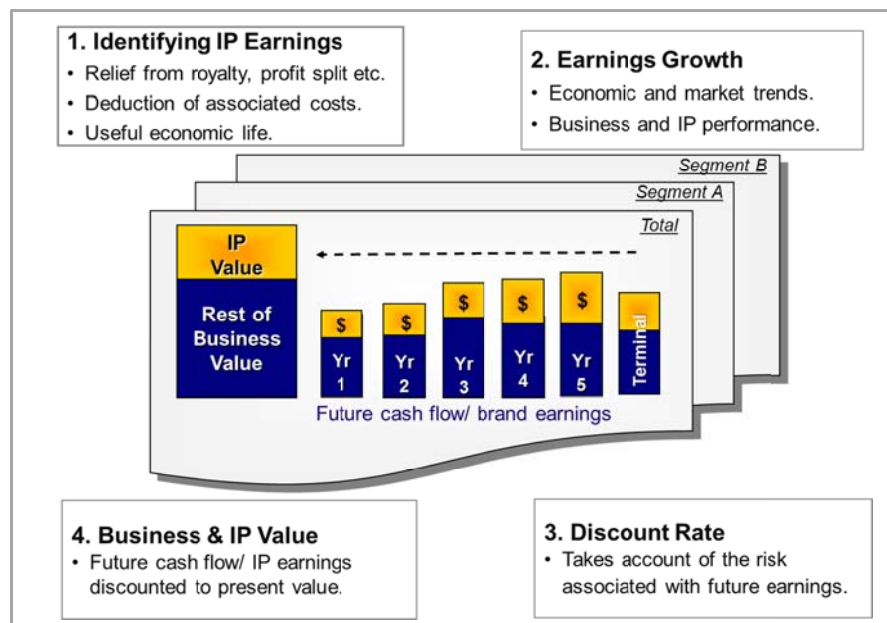 1. Identifying IP Earnings
• Relief from royalty, profit split etc.
• Deduction of associated costs.
• Useful economic life.
2. Earnings Growth
• Economic and market trends.
• Business and IP performance.
Segment B
Segment A
Total
IP
Value
Rest of
Business
Value
$
Yr
1
$
Yr
2
$
Yr
3
$
Yr
4
$
Yr
5
Terminal
Future cash flow/ brand earnings
4. Business & IP Value
• Future cash flow/ IP earnings
discounted to present value.
3. Discount Rate
• Takes account of the risk
associated with future earnings.